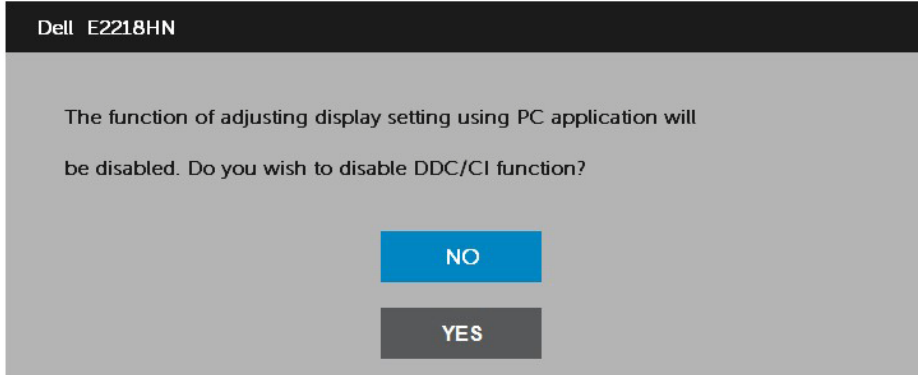 Dell E2218HN
The function of adjusting display setting using PC application will
be disabled. Do you wish to disable DDC/CI function?
NO
YES